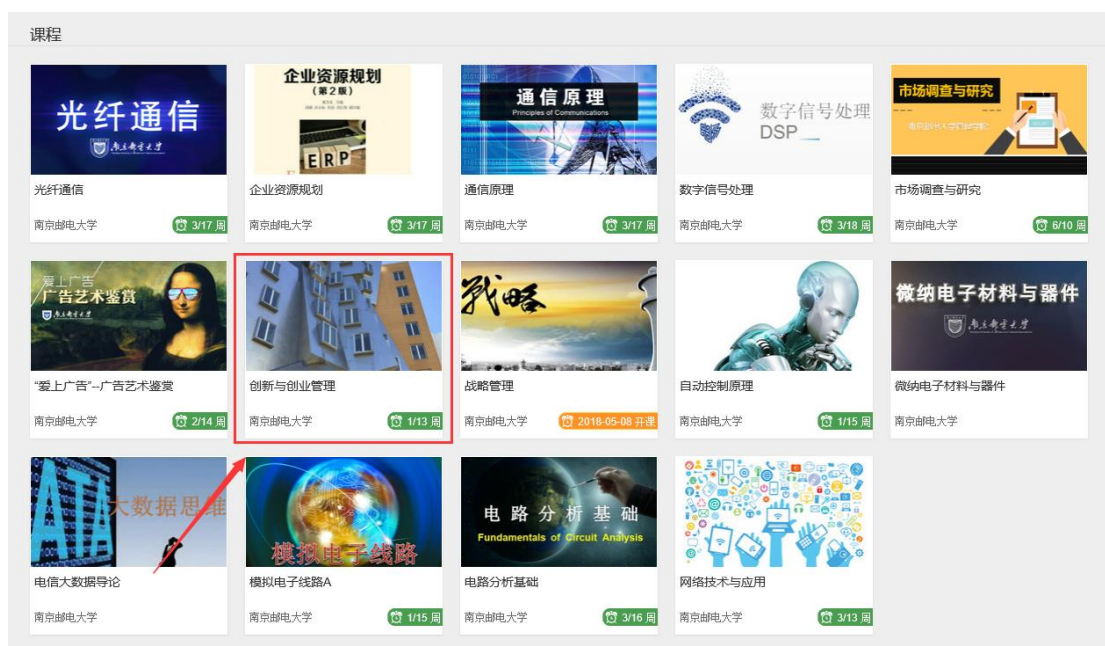 课程
光纤通信
南京邮电大学
光纤通信
南京邮电大学
3/17 周
企业资源规划
(第2版)
ERP
企业资源规划
南京邮电大学
3/17 周
通信原理
Principles of Communications
通信原理
南京邮电大学
3/17 周
数字信号处理
DSP
数字信号处理
南京邮电大学
3/18 周
市场调查与研究
市场调查与研究
南京邮电大学
6/10 周
爱上广告
广告艺术鉴赏
南京邮电大学
“爱上广告”--广告艺术鉴赏
南京邮电大学
2/14 周
创新与创业管理
南京邮电大学
1/13 周
战略
战略管理
南京邮电大学
2018-05-08 开课
自动控制原理
南京邮电大学
1/15 周
微纳电子材料与器件
南京邮电大学
微纳电子材料与器件
南京邮电大学
ATA
大数据思维
电信大数据导论
南京邮电大学
模拟电子线路
模拟电子线路A
南京邮电大学
1/15 周
电路分析基础
Fundamentals of Circuit Analysis
电路分析基础
南京邮电大学
3/16 周
网络技术与应用
南京邮电大学
3/13 周